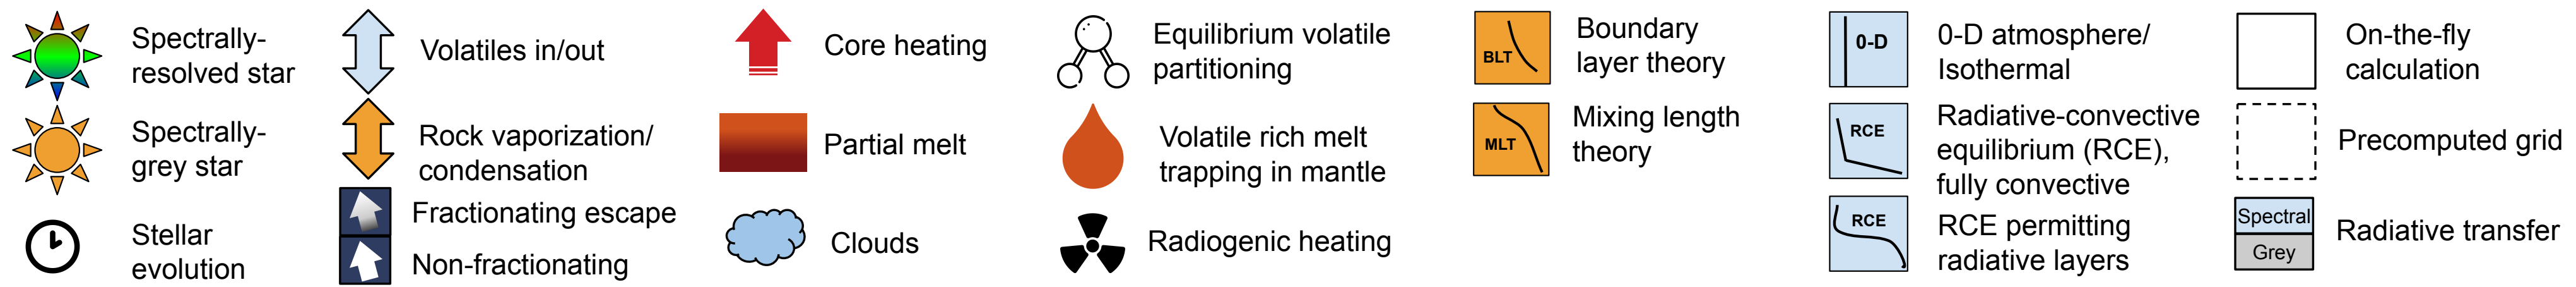 Spectrally-
resolved star
Spectrally-
grey star
Stellar
evolution
Volatiles in/out
Rock vaporization/
condensation
Fractionating escape
Non-fractionating
Core heating
Partial melt
Clouds
Equilibrium volatile
partitioning
Volatile rich melt
trapping in mantle
Radiogenic heating
BLT
Boundary
layer theory
MLT
Mixing length
theory
0-D
0-D atmosphere/
Isothermal
RCE
Radiative-convective
equilibrium (RCE),
fully convective
RCE
RCE permitting
radiative layers
On-the-fly
calculation
Precomputed grid
Spectral
Grey
Radiative transfer